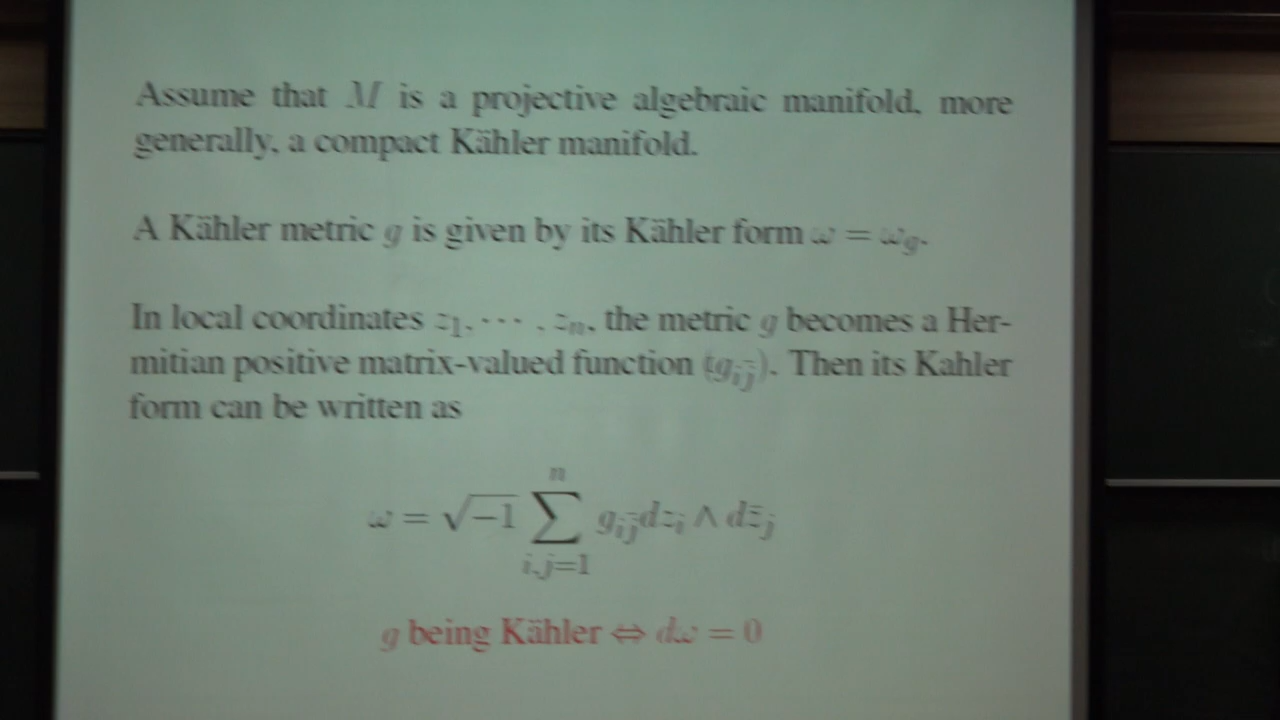 Assume that M is a projective algebraic manifold, more
generally, a compact Kähler manifold.
A Kähler metric g is given by its Kähler form ω = ω_g.
In local coordinates z_1, ⋯ , z_n, the metric g becomes a Her-
mitian positive matrix-valued function (g_{i\bar{j}}). Then its Kahler
form can be written as
ω = √−1 ∑_{i,j=1}^{n} g_{i\bar{j}} dz_i ∧ d\bar{z}_j
g being Kähler ⇔ dω = 0